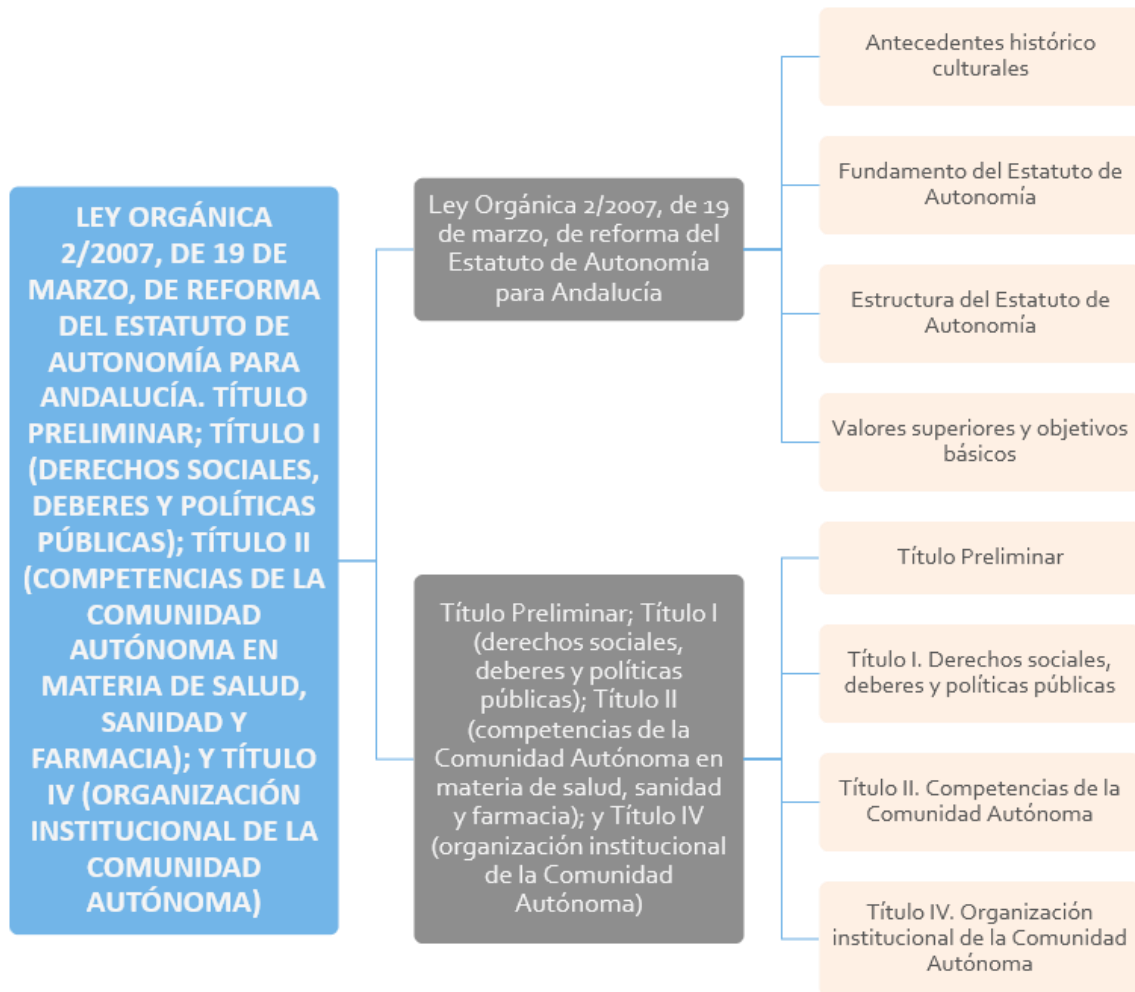 LEY ORGÁNICA
2/2007, DE 19 DE
MARZO, DE REFORMA
DEL ESTATUTO DE
AUTONOMÍA PARA
ANDALUCÍA. TÍTULO
PRELIMINAR; TÍTULO I
(DERECHOS SOCIALES,
DEBERES Y POLÍTICAS
PÚBLICAS); TÍTULO II
(COMPETENCIAS DE LA
COMUNIDAD
AUTÓNOMA EN
MATERIA DE SALUD,
SANIDAD Y
FARMACIA); Y TÍTULO
IV (ORGANIZACIÓN
INSTITUCIONAL DE LA
COMUNIDAD
AUTÓNOMA)
Ley Orgánica 2/2007, de 19
de marzo, de reforma del
Estatuto de Autonomía
para Andalucía
Antecedentes histórico
culturales
Fundamento del Estatuto de
Autonomía
Estructura del Estatuto de
Autonomía
Valores superiores y objetivos
básicos
Título Preliminar; Título I
(derechos sociales,
deberes y políticas
públicas); Título II
(competencias de la
Comunidad Autónoma en
materia de salud, sanidad
y farmacia); y Título IV
(organización institucional
de la Comunidad
Autónoma)
Título Preliminar
Título I. Derechos sociales,
deberes y políticas públicas
Título II. Competencias de la
Comunidad Autónoma
Título IV. Organización
institucional de la Comunidad
Autónoma